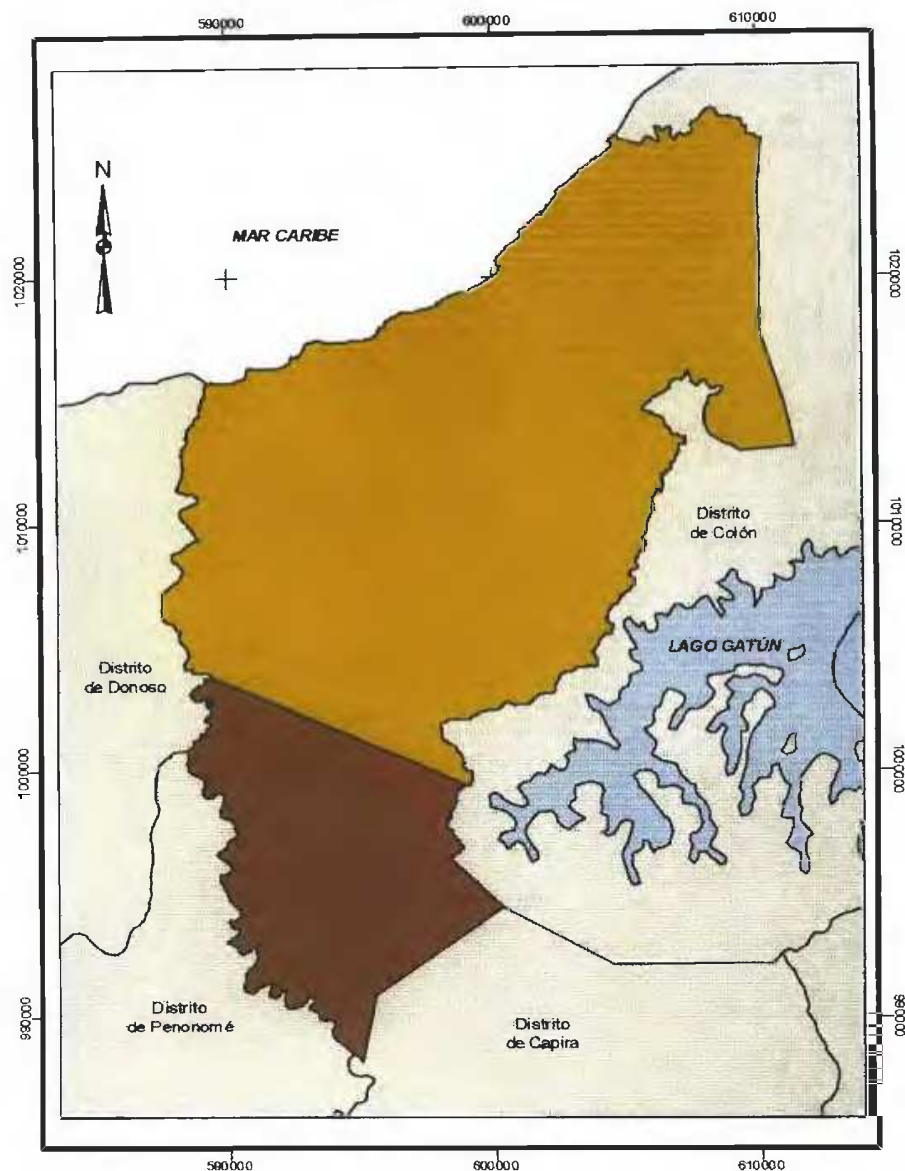 590000
600000
610000
N
MAR CARIBE
1020000
1020000
Distrito
de Colón
1010000
1010000
LAGO GATÚN
Distrito
de Donoso
1000000
1000000
Distrito
de Penonomé
Distrito
de Capira
990000
990000
590000
600000
610000